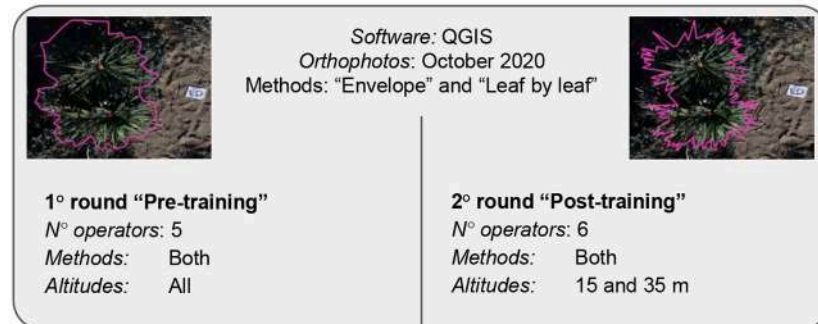 Software: QGIS
Orthophotos: October 2020
Methods: “Envelope” and “Leaf by leaf”
1° round “Pre-training”
N° operators: 5
Methods: Both
Altitudes: All
2° round “Post-training”
N° operators: 6
Methods: Both
Altitudes: 15 and 35 m